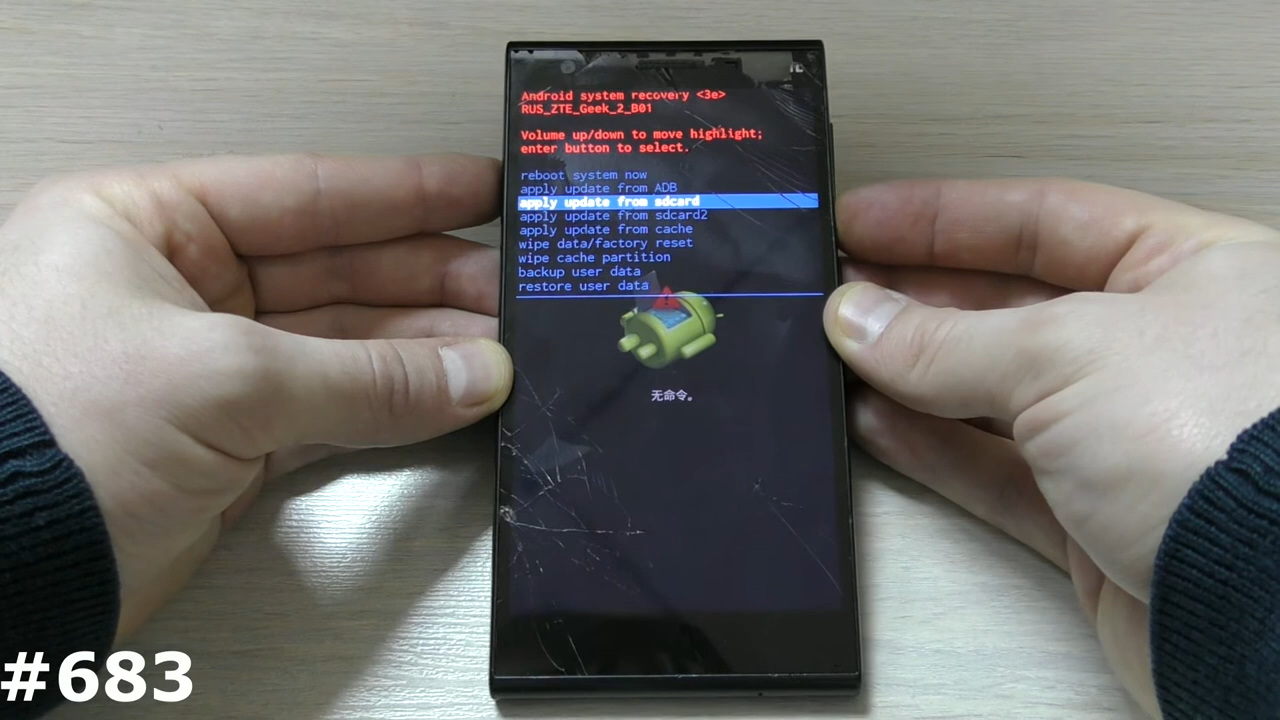 Android system recovery <3e>
RUS_ZTE_Geek_2_B01
Volume up/down to move highlight;
enter button to select.
reboot system now
apply update from ADB
apply update from sdcard
apply update from sdcard2
apply update from cache
wipe data/factory reset
wipe cache partition
backup user data
restore user data
无命令。
#683